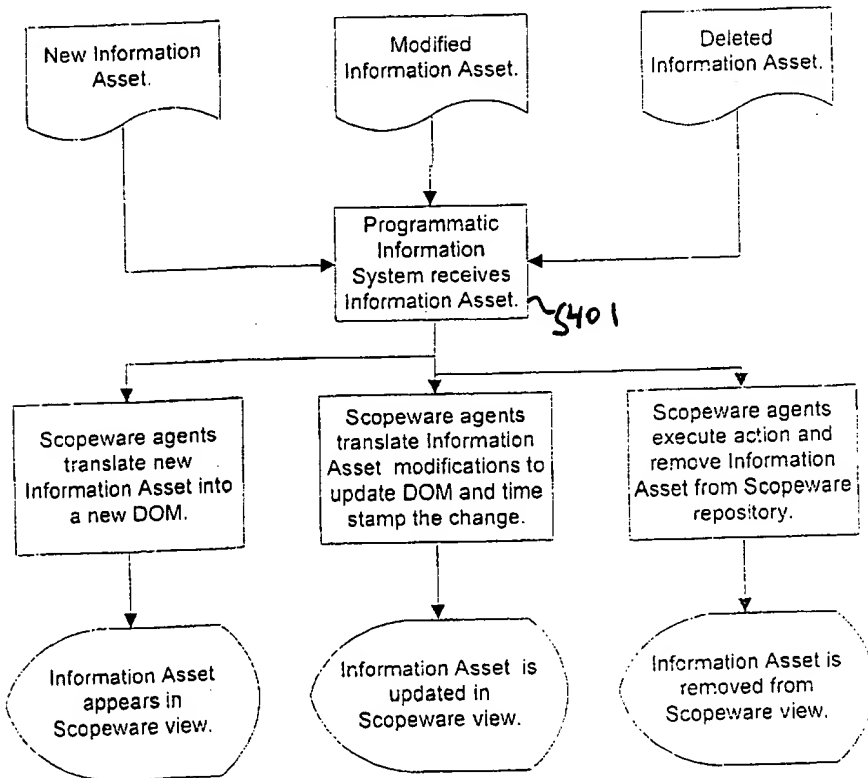 New Information
Asset.
Modified
Information Asset.
Deleted
Information Asset.
Programmatic
Information
System receives
Information Asset.
S401
Scopeware agents
translate new
Information Asset into
a new DOM.
Scopeware agents
translate Information
Asset modifications to
update DOM and time
stamp the change.
Scopeware agents
execute action and
remove Information
Asset from Scopeware
repository.
Information Asset
appears in
Scopeware view.
Information Asset is
updated in
Scopeware view.
Information Asset is
removed from
Scopeware view.